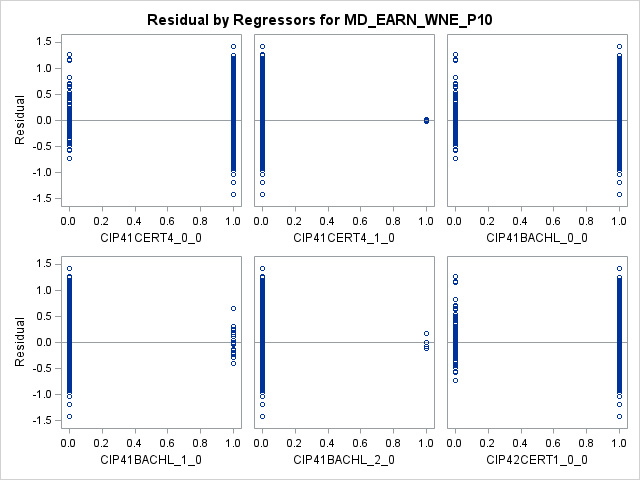 Residual by Regressors for MD_EARN_WNE_P10
1.5
1.0
0.5
0.0
-0.5
-1.0
-1.5
Residual
0.0 0.2 0.4 0.6 0.8 1.0
0.0 0.2 0.4 0.6 0.8 1.0
0.0 0.2 0.4 0.6 0.8 1.0
CIP41CERT4_0_0
CIP41CERT4_1_0
CIP41BACHL_0_0
1.5
1.0
0.5
0.0
-0.5
-1.0
-1.5
Residual
0.0 0.2 0.4 0.6 0.8 1.0
0.0 0.2 0.4 0.6 0.8 1.0
0.0 0.2 0.4 0.6 0.8 1.0
CIP41BACHL_1_0
CIP41BACHL_2_0
CIP42CERT1_0_0